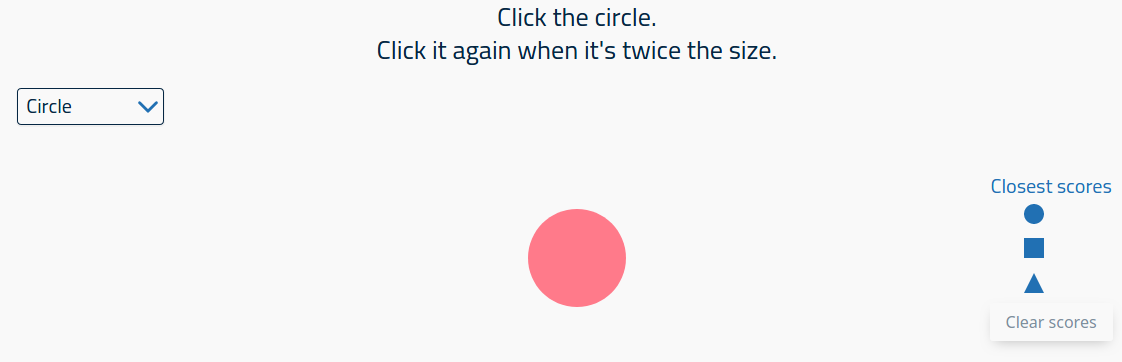 Click the circle.
Click it again when it's twice the size.
Circle
Closest scores
Clear scores